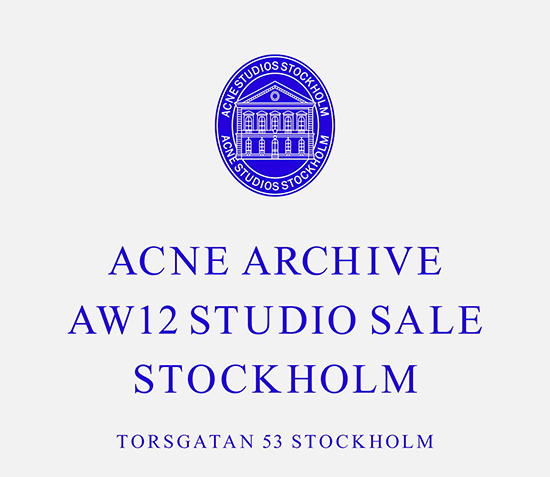 ACNE STUDIOS STOCKHOLM
ACNE STUDIOS STOCKHOLM
ACNE ARCHIVE
AW12 STUDIO SALE
STOCKHOLM
TORSGATAN 53 STOCKHOLM